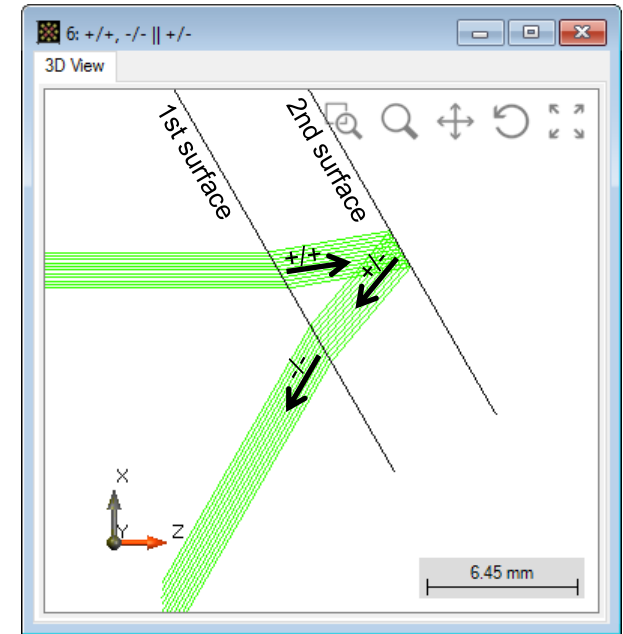 6: +/+, -/- || +/-
3D View
1st surface
2nd surface
+/+
+/-
-/-
X
Y
Z
6.45 mm